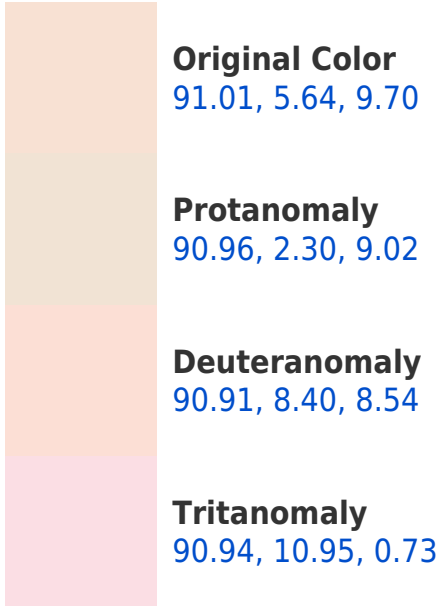 Original Color
91.01, 5.64, 9.70
Protanomaly
90.96, 2.30, 9.02
Deuteranomaly
90.91, 8.40, 8.54
Tritanomaly
90.94, 10.95, 0.73